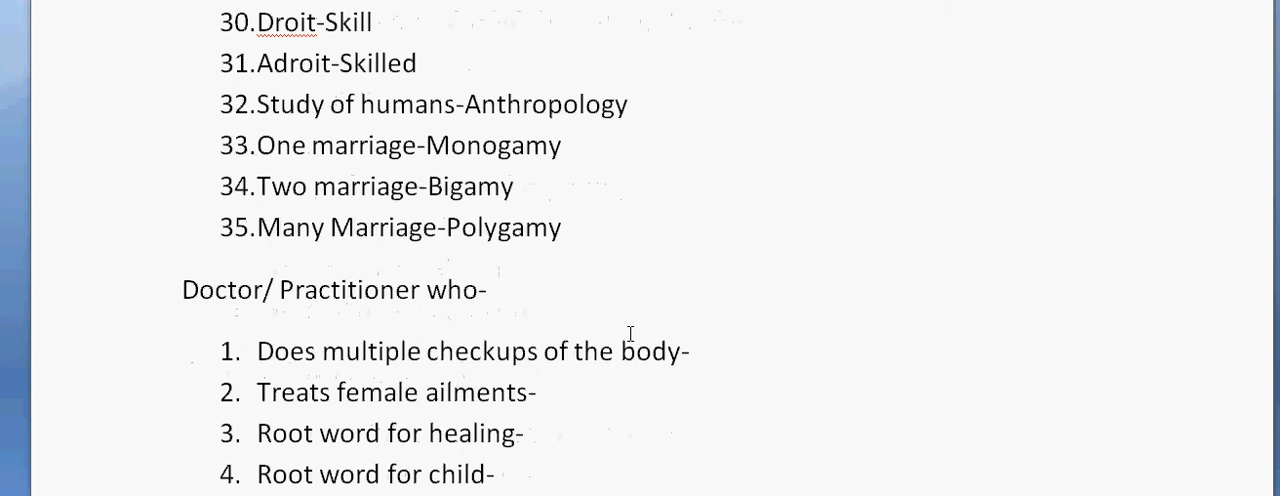 30.Droit-Skill
31.Adroit-Skilled
32.Study of humans-Anthropology
33.One marriage-Monogamy
34.Two marriage-Bigamy
35.Many Marriage-Polygamy
Doctor/ Practitioner who-
1. Does multiple checkups of the body-
2. Treats female ailments-
3. Root word for healing-
4. Root word for child-